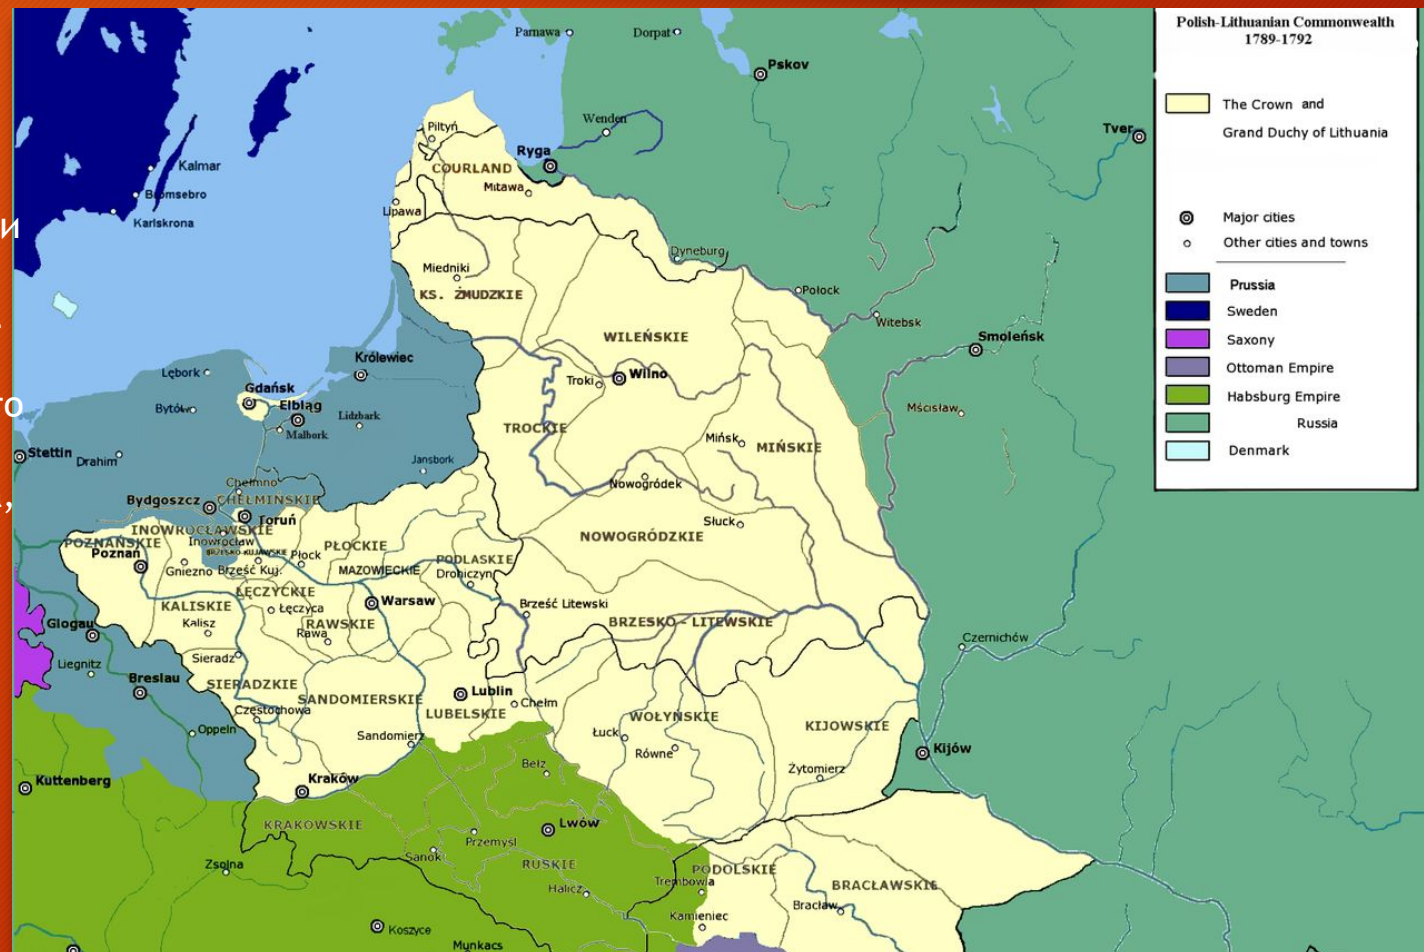 Polish-Lithuanian Commonwealth
1789-1792
The Crown and
Grand Duchy of Lithuania
Major cities
Other cities and towns
Prussia
Sweden
Saxony
Ottoman Empire
Habsburg Empire
Russia
Denmark
и
го
,
Parnawa
Dorpat
Pskov
Tver
Wenden
Ryga
Piltyń
COURLAND
Mitawa
Lipawa
Kalmar
Bromsebro
Karlskrona
Dyneburg
Miedniki
KS. ŻMUDZKIE
Połock
Witebsk
Smoleńsk
WILEŃSKIE
Królewiec
Lębork
Troki
Wilno
Gdańsk
Elbląg
Bytów
Lidzbark
Malbork
Mścisław
TROCKIE
Mińsk
MIŃSKIE
Stettin
Drahim
Jansbork
Chełmno
CHEŁMIŃSKIE
Nowogródek
Bydgoszcz
Toruń
Słuck
INOWROCŁAWSKIE
NOWOGRÓDZKIE
POZNAŃSKIE
Inowrocław
PŁOCKIE
Poznań
BRZESKO-KUJAWSKIE
Płock
PODLASKIE
Gniezno
Brześć Kuj.
MAZOWIECKIE
Drohiczyn
ŁĘCZYCKIE
KALISKIE
Łęczyca
Warsaw
Brześć Litewski
Kalisz
RAWSKIE
BRZESKO - LITEWSKIE
Glogau
Rawa
Czernichów
Liegnitz
Sieradz
Breslau
SIERADZKIE
SANDOMIERSKIE
Lublin
Chełm
Częstochowa
LUBELSKIE
WOŁYŃSKIE
KIJOWSKIE
Oppeln
Sandomierz
Łuck
Równe
Kijów
Bełz
Żytomierz
Kuttenberg
Kraków
KRAKOWSKIE
Lwów
Przemysl
Zsolna
Sanok
RUSKIE
PODOLSKIE
Halicz
Trembowla
BRACŁAWSKIE
Bracław
Kamieniec
Koszyce
Munkacs